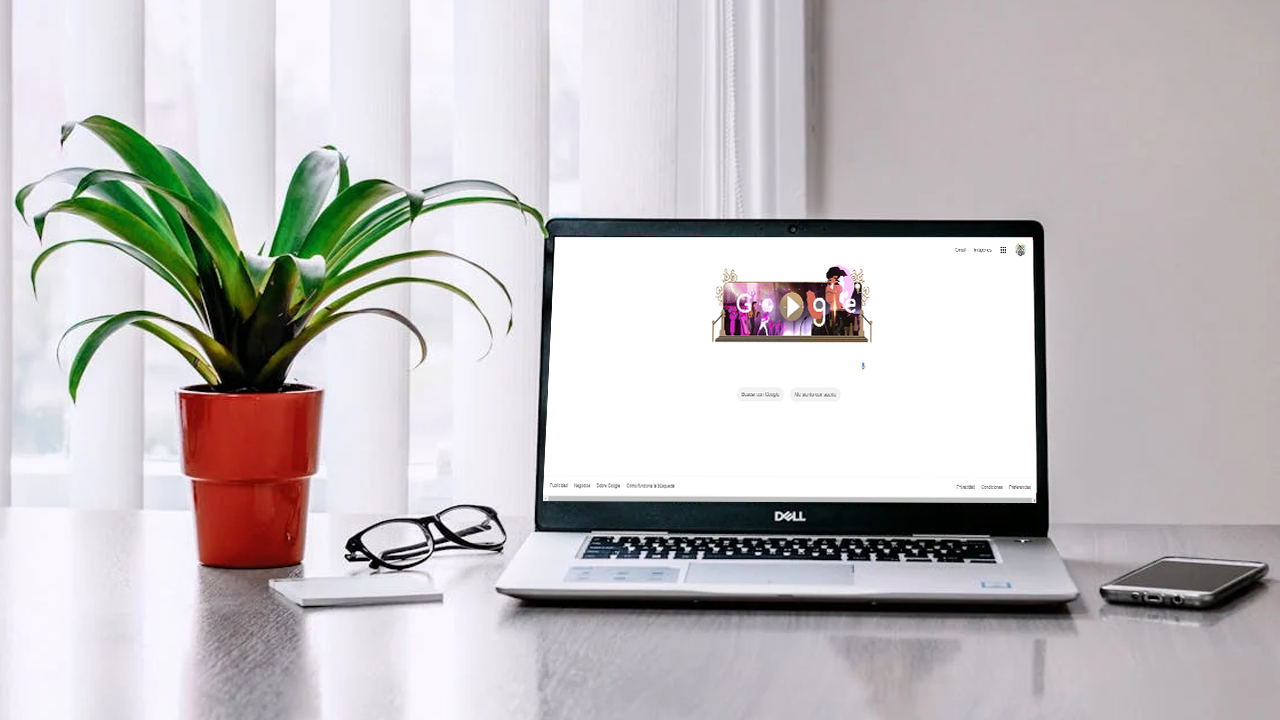 Gmail Imágenes
Google
Buscar con Google Me siento con suerte
Publicidad Negocios Sobre Google Cómo funciona la búsqueda
Privacidad Condiciones Preferencias
DELL